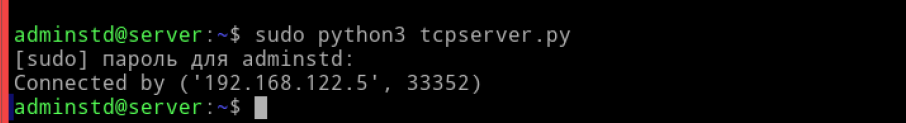 adminstd@server:~$ sudo python3 tcpserver.py
[sudo] пароль для adminstd:
Connected by ('192.168.122.5', 33352)
adminstd@server:~$